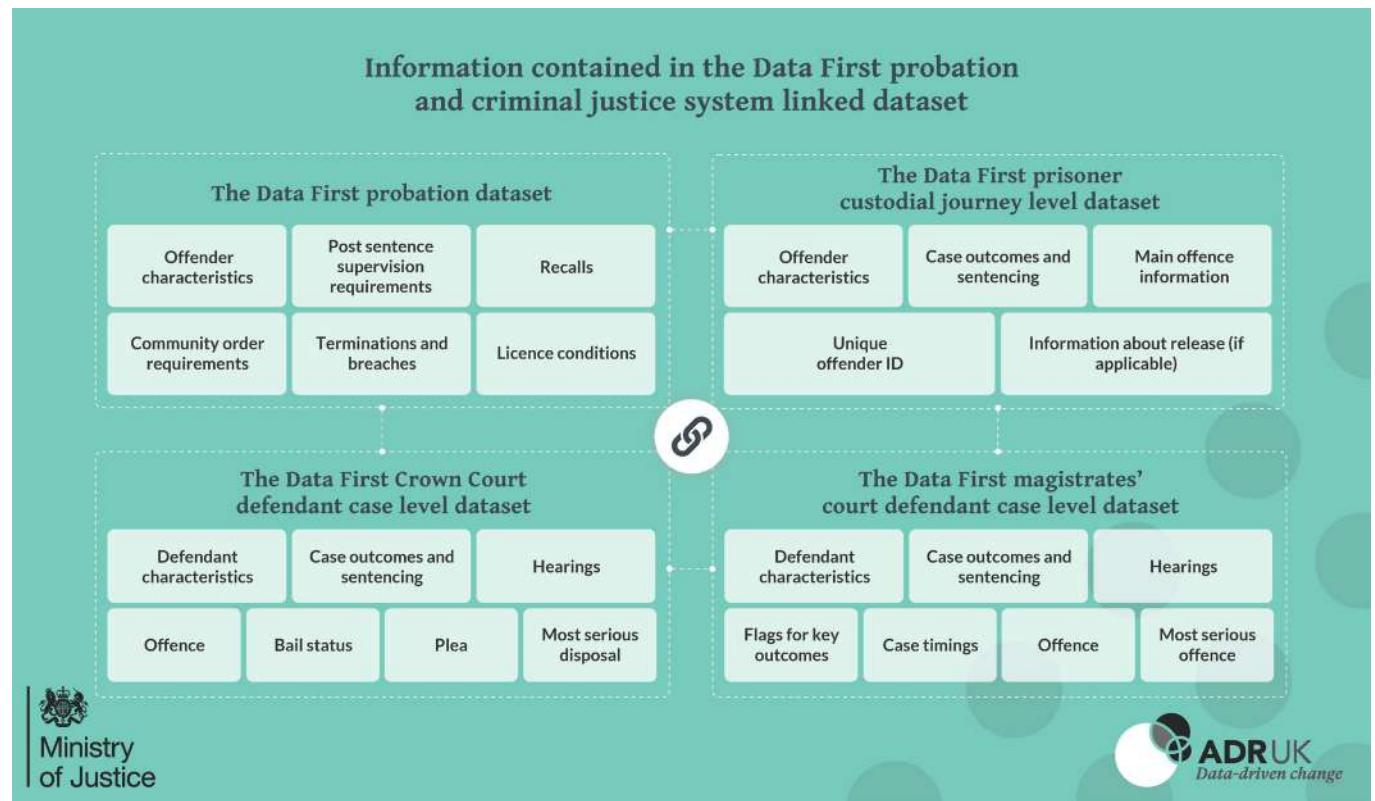 Information contained in the Data First probation
and criminal justice system linked dataset
The Data First probation dataset
Offender
characteristics
Post sentence
supervision
requirements
Recalls
Community order
requirements
Terminations and
breaches
Licence conditions
The Data First prisoner
custodial journey level dataset
Offender
characteristics
Case outcomes and
sentencing
Main offence
information
Unique
offender ID
Information about release (if
applicable)
The Data First Crown Court
defendant case level dataset
Defendant
characteristics
Case outcomes and
sentencing
Hearings
Offence
Bail status
Plea
Most serious
disposal
The Data First magistrates’
court defendant case level dataset
Defendant
characteristics
Case outcomes and
sentencing
Hearings
Flags for key
outcomes
Case timings
Offence
Most serious
offence
Ministry
of Justice
ADR UK
Data-driven change